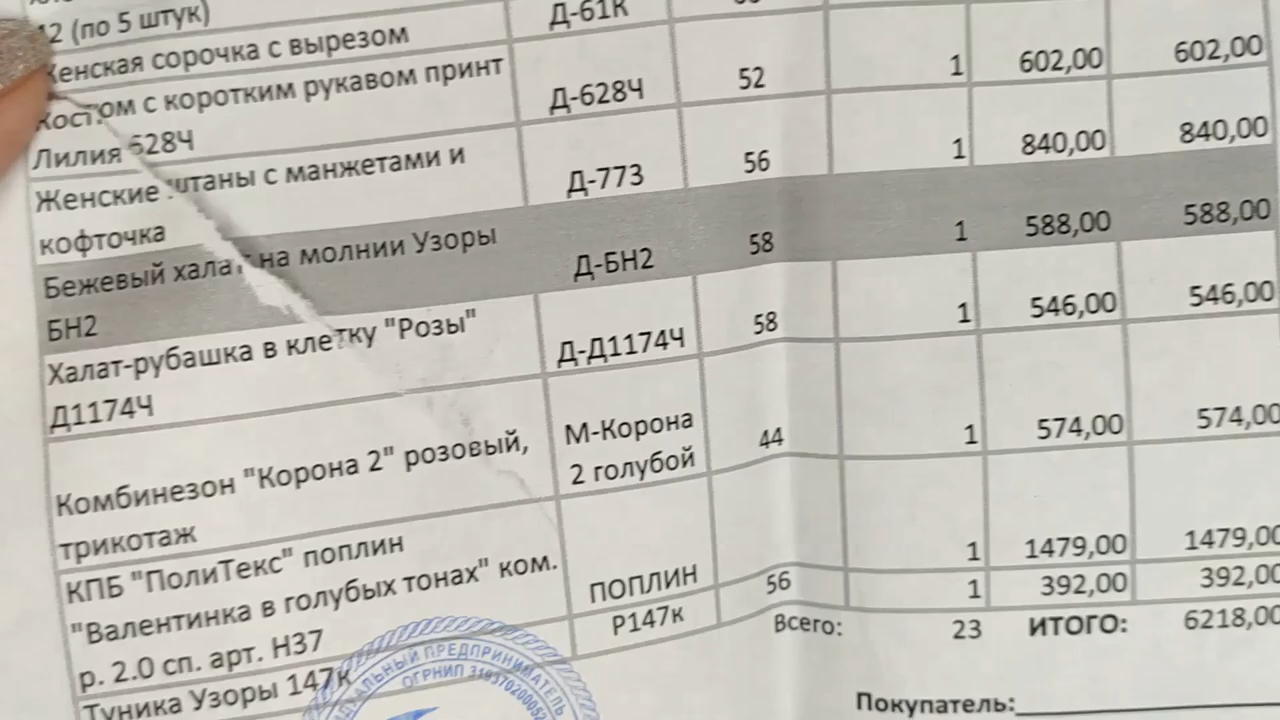 12 (по 5 штук)
Женская сорочка с вырезом Д-61К
Костюм с коротким рукавом принт
Лилия 628Ч Д-628Ч 52 1 602,00 602,00
Женские штаны с манжетами и
кофточка Д-773 56 1 840,00 840,00
Бежевый халат на молнии Узоры
БН2 Д-БН2 58 1 588,00 588,00
Халат-рубашка в клетку "Розы"
Д1174Ч Д-Д1174Ч 58 1 546,00 546,00
Комбинезон "Корона 2" розовый,
трикотаж М-Корона
2 голубой 44 1 574,00 574,00
КПБ "ПолиТекс" поплин
"Валентинка в голубых тонах" ком.
р. 2.0 сп. арт. Н37 ПОПЛИН 1 1479,00 1479,00
Туника Узоры 147к Р147к 56 1 392,00 392,00
Всего: 23 ИТОГО: 6218,00
ПРЕДПРИНИМАТЕЛЬ
ОГРНИП
Покупатель: